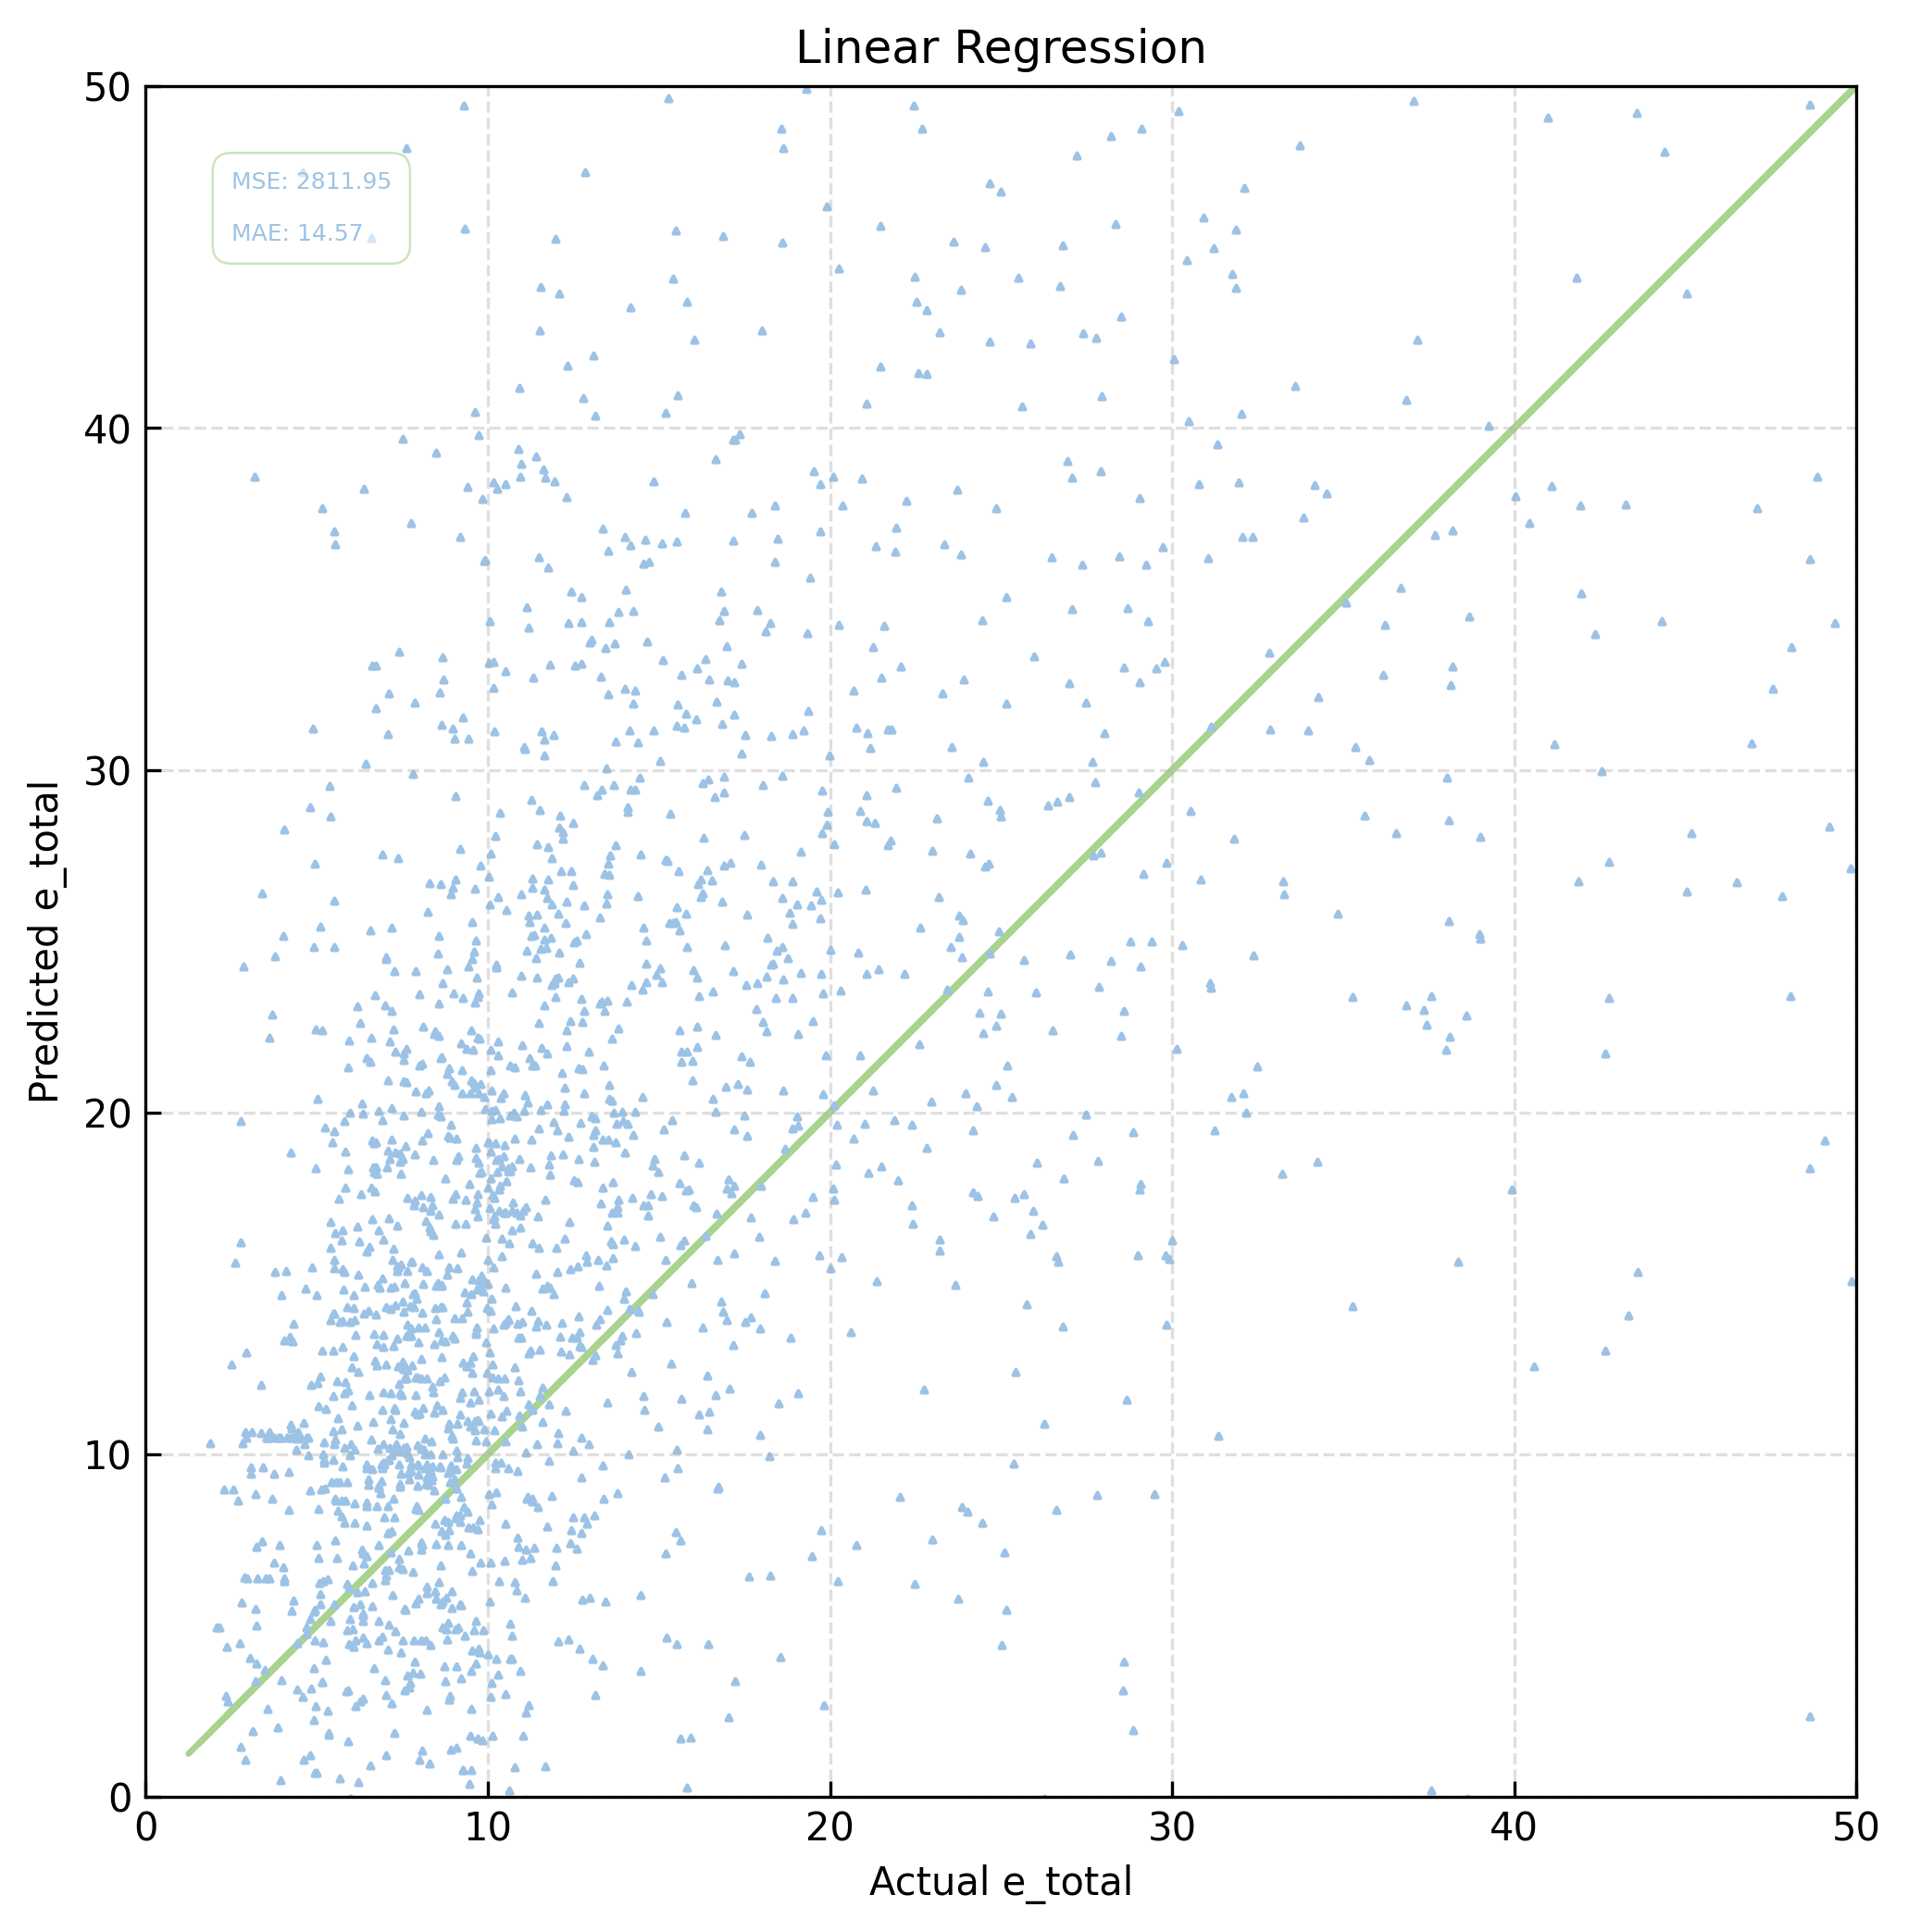 Linear Regression
50
MSE: 2811.95
MAE: 14.57
40
30
Predicted e_total
20
10
0
0 10 20 30 40 50
Actual e_total